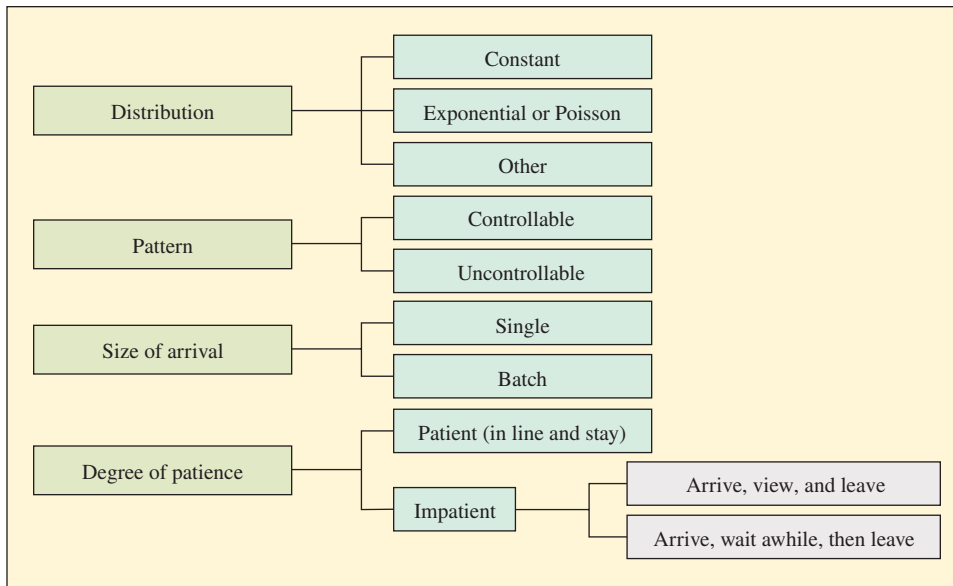 Distribution
Constant
Exponential or Poisson
Other
Pattern
Controllable
Uncontrollable
Size of arrival
Single
Batch
Degree of patience
Patient (in line and stay)
Impatient
Arrive, view, and leave
Arrive, wait awhile, then leave